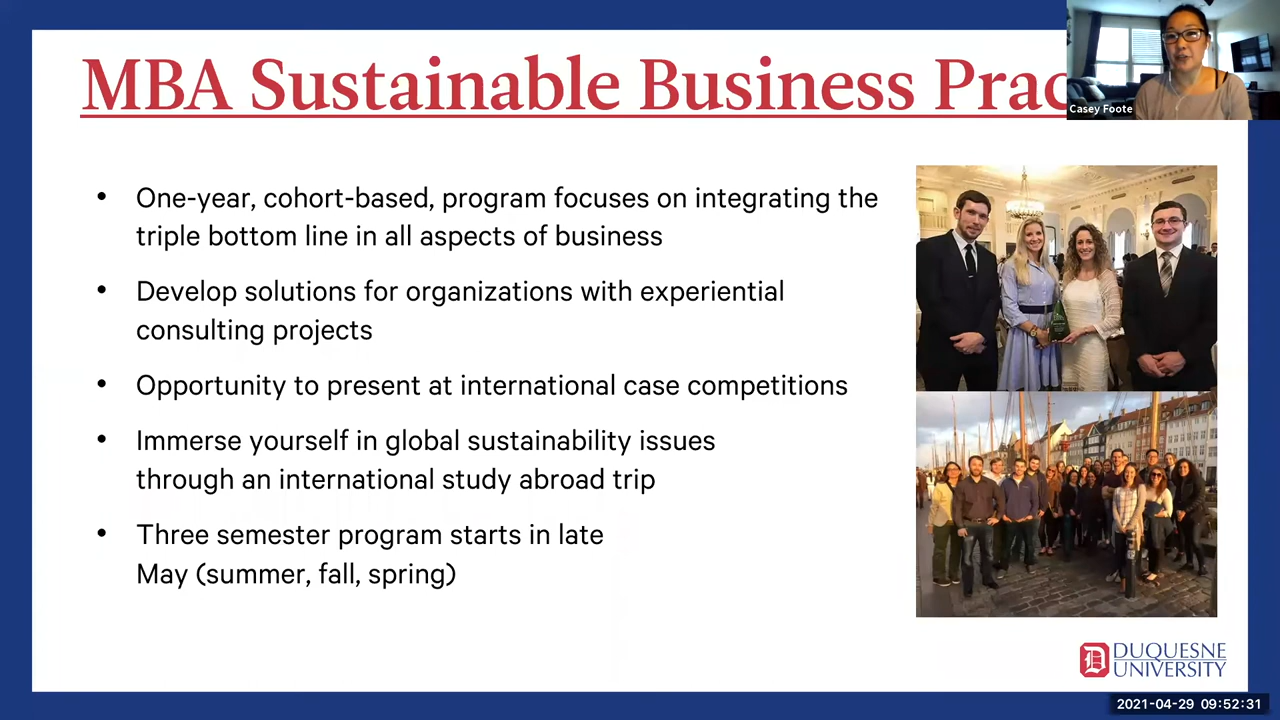 MBA Sustainable Business Prac
Casey Foote
• One-year, cohort-based, program focuses on integrating the
triple bottom line in all aspects of business
• Develop solutions for organizations with experiential
consulting projects
• Opportunity to present at international case competitions
• Immerse yourself in global sustainability issues
through an international study abroad trip
• Three semester program starts in late
May (summer, fall, spring)
D
DUQUESNE
UNIVERSITY
2021-04-29 09:52:31